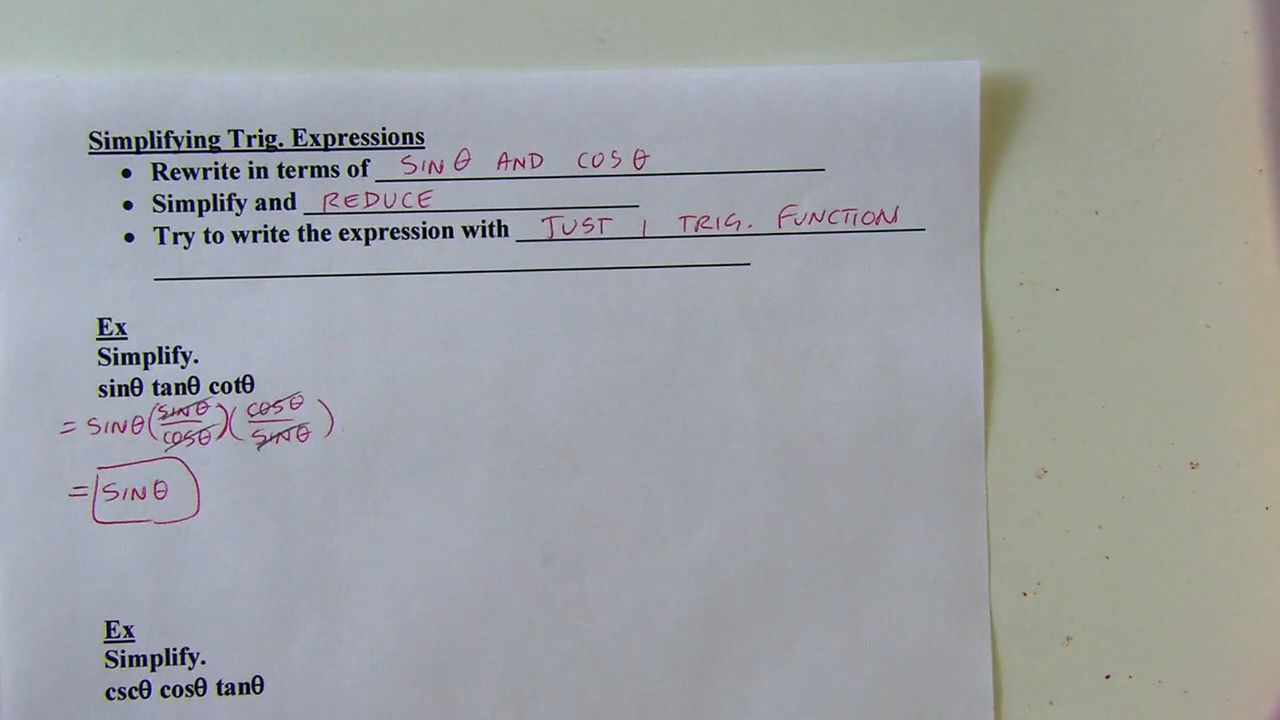 Simplifying Trig. Expressions
• Rewrite in terms of SIN θ AND COS θ
• Simplify and REDUCE
• Try to write the expression with JUST 1 TRIG. FUNCTION
Ex
Simplify.
sinθ tanθ cotθ
= SINθ (SINθ/COSθ)(COSθ/SINθ)
= SINθ
Ex
Simplify.
cscθ cosθ tanθ